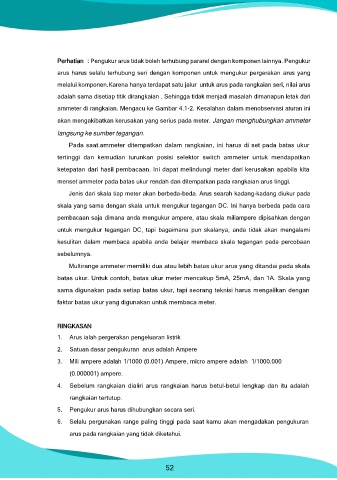 Perhatian : Pengukur arus tidak boleh terhubung pararel dengan komponen lainnya. Pengukur
arus harus selalu terhubung seri dengan komponen untuk mengukur pergerakan arus yang
melalui komponen.Karena hanya terdapat satu jalur untuk arus pada rangkaian seri, nilai arus
adalah sama disetiap titik dirangkaian . Sehingga tidak menjadi masalah dimanapun letak dari
ammeter di rangkaian. Mengacu ke Gambar 4.1-2. Kesalahan dalam menobservasi aturan ini
akan mengakibatkan kerusakan yang serius pada meter. Jangan menghubungkan ammeter
langsung ke sumber tegangan.
Pada saat.ammeter ditempatkan dalam rangkaian, ini harus di set pada batas ukur
tertinggi dan kemudian turunkan posisi selektor switch ammeter untuk mendapatkan
ketepatan dari hasil pembacaan. Ini dapat melindungi meter dari kerusakan apabila kita
menset ammeter pada batas ukur rendah dan ditempatkan pada rangkaian arus tinggi.
Jenis dari skala tiap meter akan berbeda-beda. Arus searah kadang-kadang diukur pada
skala yang sama dengan skala untuk mengukur tegangan DC. Ini hanya berbeda pada cara
pembacaan saja dimana anda mengukur ampere, atau skala miliampere dipisahkan dengan
untuk mengukur tegangan DC, tapi bagaimana pun skalanya, anda tidak akan mengalami
kesulitan dalam membaca apabila anda belajar membaca skala tegangan pada percobaan
sebelumnya.
Multirange ammeter memiliki dua atau lebih batas ukur arus yang ditandai pada skala
batas ukur. Untuk contoh, batas ukur meter mencakup 5mA, 25mA, dan 1A. Skala yang
sama digunakan pada setiap batas ukur, tapi seorang teknisi harus mengalikan dengan
faktor batas ukur yang digunakan untuk membaca meter.
RINGKASAN
1. Arus ialah pergerakan pengeluaran listrik
2. Satuan dasar pengukuran arus adalah Ampere
3. Mili ampere adalah 1/1000 (0.001) Ampere, micro ampere adalah 1/1000.000
(0.000001) ampere.
4. Sebelum rangkaian dialiri arus rangkaian harus betul-betul lengkap dan itu adalah
rangkaian tertutup.
5. Pengukur arus harus dihubungkan secara seri.
6. Selalu pergunakan range paling tinggi pada saat kamu akan mengadakan pengukuran
arus pada rangkaian yang tidak diketahui.
52